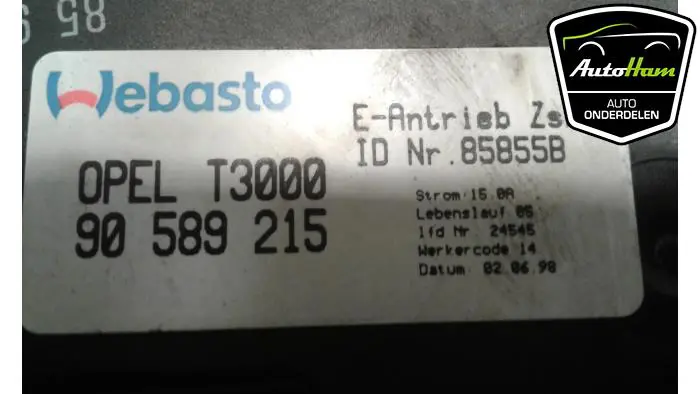 85
Webasto
E-Antrieb
ID Nr.85855B
OPEL T3000
90 589 215
Strom:15.0A
Lebenslauf 05
lfd Nr 24545
Werkercode 14
Datum 02.06.98
AutoHam
AUTO
ONDERDELEN